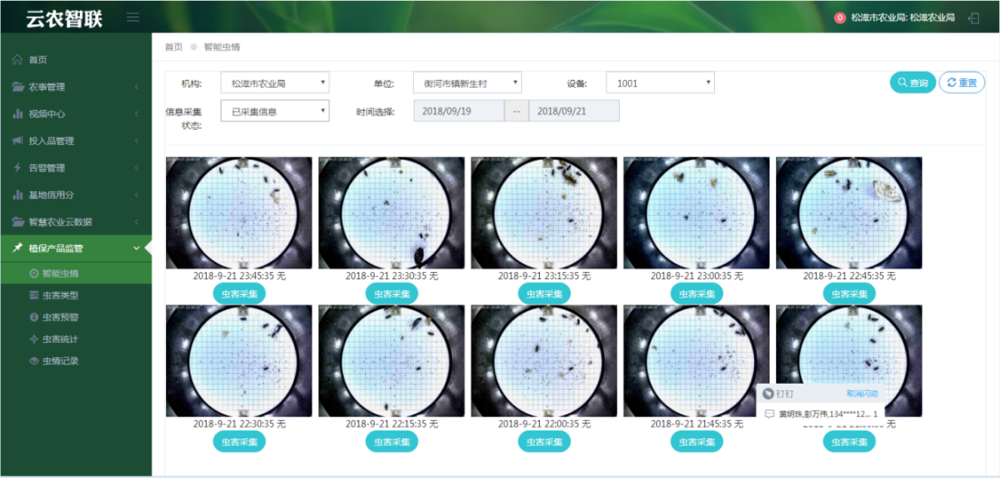 云农智联
0 松滋市农业局: 松滋农业局
首页
农事管理
视频中心
投入品管理
告警管理
基地信用分
智慧农业云数据
植保产品监管
智能虫情
虫害类型
虫害预警
虫害统计
虫情记录
首页 智能虫情
机构: 松滋市农业局 单位: 街河市镇新生村 设备: 1001 查询 重置
信息采集状态: 已采集信息 时间选择: 2018/09/19 -- 2018/09/21
2018-9-21 23:45:35 无 2018-9-21 23:30:35 无 2018-9-21 23:15:35 无 2018-9-21 23:00:35 无 2018-9-21 22:45:35 无
虫害采集 虫害采集 虫害采集 虫害采集 虫害采集
2018-9-21 22:30:35 无 2018-9-21 22:15:35 无 2018-9-21 22:00:35 无 2018-9-21 21:45:35 无
虫害采集 虫害采集 虫害采集 虫害采集 虫害采集
钉钉 取消闪动
黄明珠,彭万伟,134****12... 1